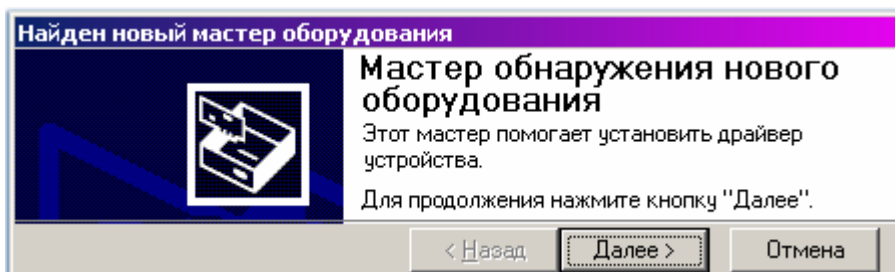 Найден новый мастер оборудования
Мастер обнаружения нового
оборудования
Этот мастер помогает установить драйвер
устройства.
Для продолжения нажмите кнопку "Далее".
< Назад Далее > Отмена